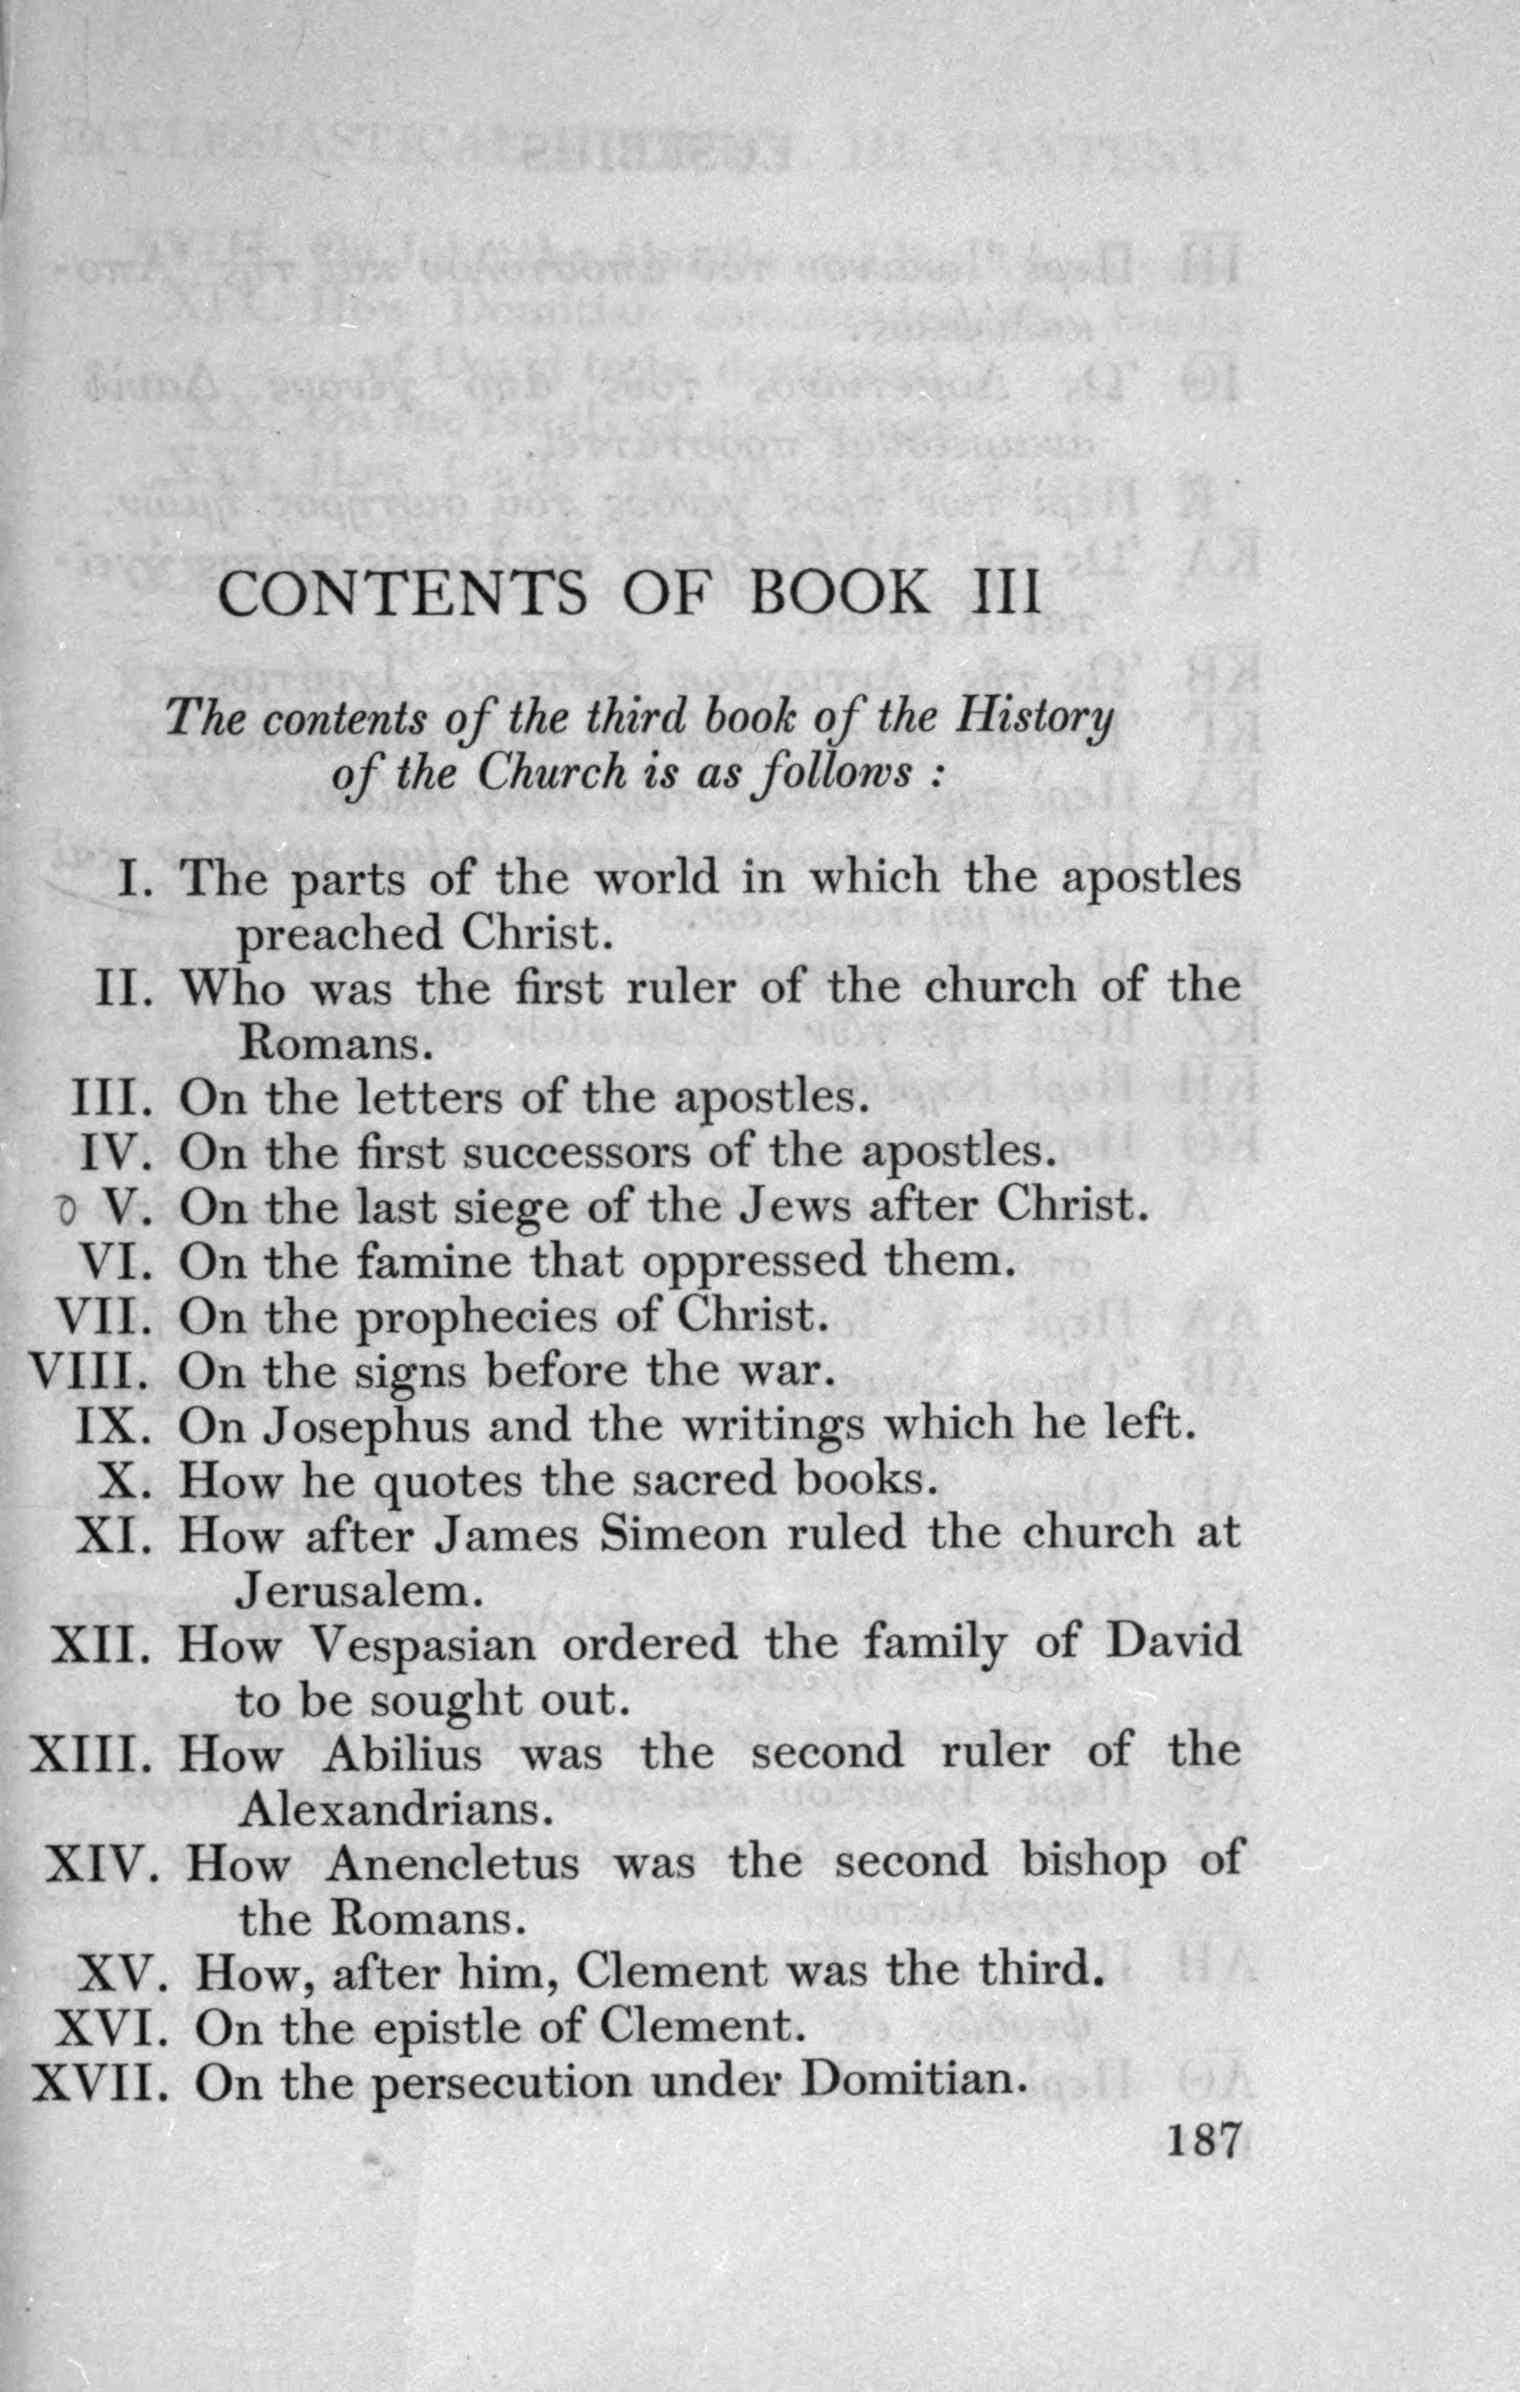 CONTENTS OF BOOK III
The contents of the third book of the History
of the Church is as follows :
I. The parts of the world in which the apostles
preached Christ.
II. Who was the first ruler of the church of the
Romans.
III. On the letters of the apostles.
IV. On the first successors of the apostles.
V. On the last siege of the Jews after Christ.
VI. On the famine that oppressed them.
VII. On the prophecies of Christ.
VIII. On the signs before the war.
IX. On Josephus and the writings which he left.
X. How he quotes the sacred books.
XI. How after James Simeon ruled the church at
Jerusalem.
XII. How Vespasian ordered the family of David
to be sought out.
XIII. How Abilius was the second ruler of the
Alexandrians.
XIV. How Anencletus was the second bishop of
the Romans.
XV. How, after him, Clement was the third.
XVI. On the epistle of Clement.
XVII. On the persecution under Domitian.
187